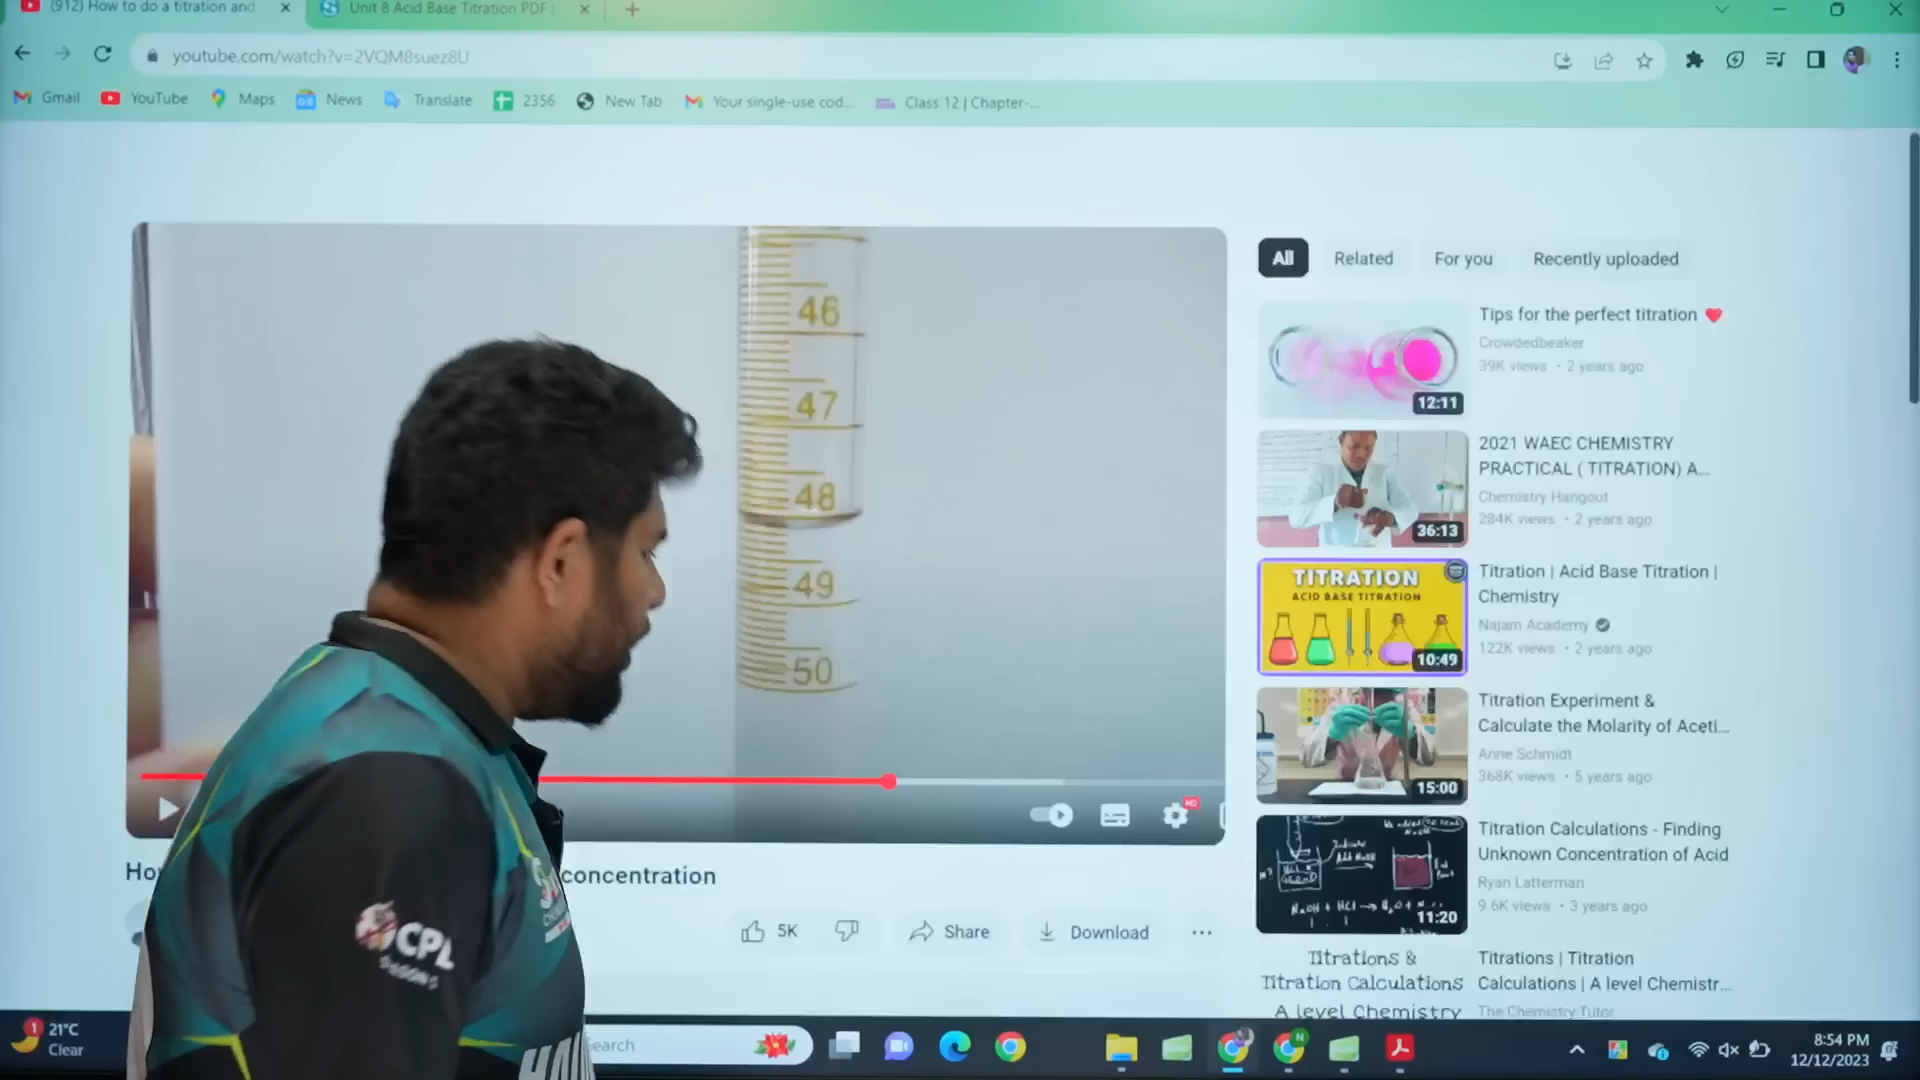 (912) How to do a titration and
Unit 8 Acid Base Titration PDF
youtube.com/watch?v=2VQM8suez8U
Gmail
YouTube
Maps
News
Translate
2356
New Tab
Your single-use cod...
Class 12 | Chapter-...
46
47
48
49
50
HD
concentration
5K
Share
Download
All
Related
For you
Recently uploaded
Tips for the perfect titration
Crowdedbeaker
39K views • 2 years ago
12:11
2021 WAEC CHEMISTRY
PRACTICAL ( TITRATION) A...
Chemistry Hangout
284K views • 2 years ago
36:13
TITRATION
ACID BASE TITRATION
10:49
Titration | Acid Base Titration |
Chemistry
Najam Academy
122K views • 2 years ago
Titration Experiment &
Calculate the Molarity of Aceti...
Anne Schmidt
368K views • 5 years ago
15:00
Titration Calculations - Finding
Unknown Concentration of Acid
Ryan Latterman
9.6K views • 3 years ago
11:20
Titrations &
Titration Calculations
A level Chemistry
Titrations | Titration
Calculations | A level Chemistr...
The Chemistry Tutor
CPL
1
21°C
Clear
Search
N
8:54 PM
12/12/2023